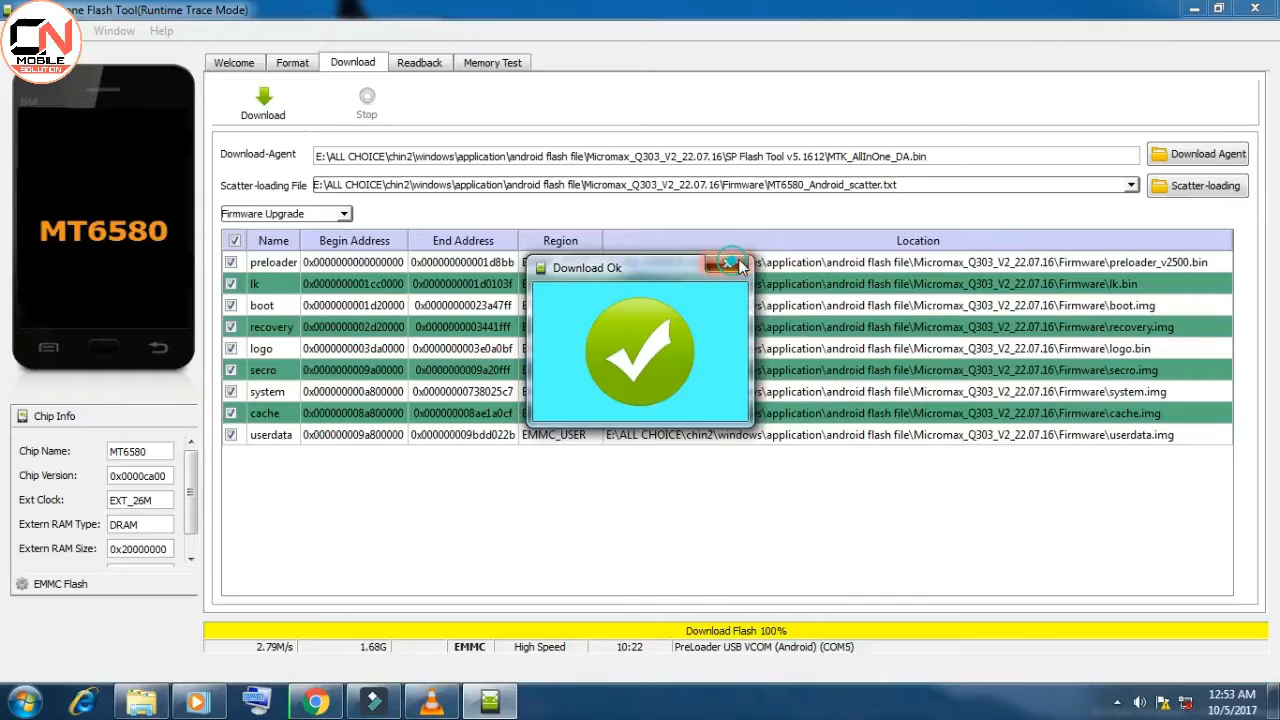 one Flash Tool(Runtime Trace Mode)
Window Help
CN
MOBILE
SOLUTION
BM
MT6580
Welcome Format Download Readback Memory Test
Download Stop
Download-Agent E:\ALL CHOICE\chin2\windows\application\android flash file\Micromax_Q303_V2_22.07.16\SP Flash Tool v5.1612\MTK_AllInOne_DA.bin Download Agent
Scatter-loading File E:\ALL CHOICE\chin2\windows\application\android flash file\Micromax_Q303_V2_22.07.16\Firmware\MT6580_Android_scatter.txt Scatter-loading
Firmware Upgrade
Name Begin Address End Address Region Location
preloader 0x0000000000000000 0x000000000001d8bb application\android flash file\Micromax_Q303_V2_22.07.16\Firmware\preloader_v2500.bin
lk 0x0000000001cc0000 0x0000000001d0103f application\android flash file\Micromax_Q303_V2_22.07.16\Firmware\lk.bin
boot 0x0000000001d20000 0x00000000023a47ff application\android flash file\Micromax_Q303_V2_22.07.16\Firmware\boot.img
recovery 0x0000000002d20000 0x0000000003441fff application\android flash file\Micromax_Q303_V2_22.07.16\Firmware\recovery.img
logo 0x0000000003da0000 0x0000000003e0a0bf application\android flash file\Micromax_Q303_V2_22.07.16\Firmware\logo.bin
secro 0x0000000009a00000 0x0000000009a20fff application\android flash file\Micromax_Q303_V2_22.07.16\Firmware\secro.img
system 0x000000000a800000 0x00000000738025c7 application\android flash file\Micromax_Q303_V2_22.07.16\Firmware\system.img
cache 0x000000008a800000 0x000000008ae1a0cf application\android flash file\Micromax_Q303_V2_22.07.16\Firmware\cache.img
userdata 0x000000009a800000 0x000000009bdd022b EMMC_USER E:\ALL CHOICE\chin2\windows\application\android flash file\Micromax_Q303_V2_22.07.16\Firmware\userdata.img
Download Ok
Chip Info
Chip Name: MT6580
Chip Version: 0x0000ca00
Ext Clock: EXT_26M
Extern RAM Type: DRAM
Extern RAM Size: 0x20000000
EMMC Flash
Download Flash 100%
2.79M/s 1.68G EMMC High Speed 10:22 PreLoader USB VCOM (Android) (COM5)
12:53 AM
10/5/2017